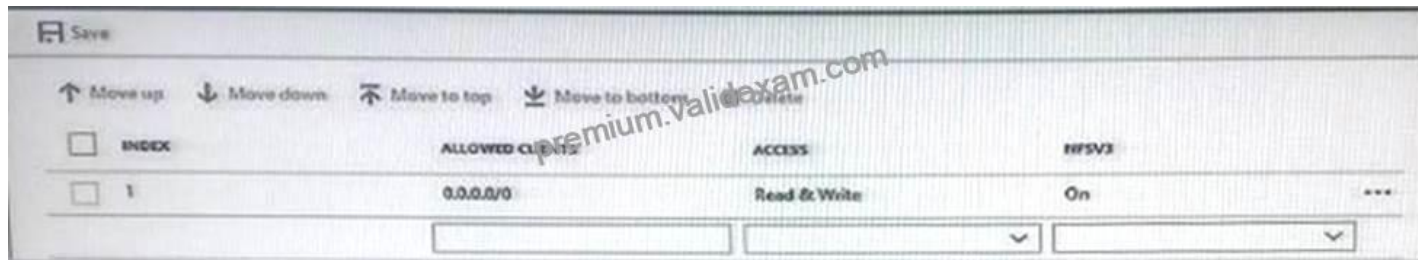 Save
Move up Move down Move to top Move to bottom Delete
premium.validexam.com
INDEX ALLOWED CLIENTS ACCESS NFSV3
1 0.0.0.0/0 Read & Write On ...